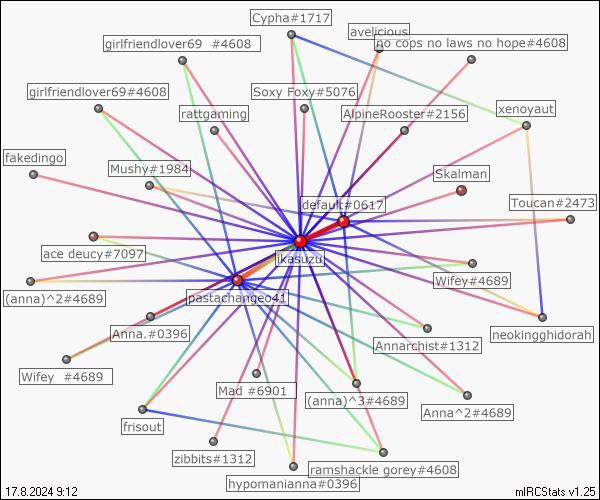 Cypha#1717
avelicious
girlfriendlover69  #4608
no cops no laws no hope#4608
girlfriendlover69#4608
Soxy Foxy#5076
rattgaming
AlpineRooster#2156
xenoyaut
fakedingo
Mushy#1984
Skalman
default#0617
Toucan#2473
ace deucy#7097
ikasuzu
Wifey#4689
(anna)^2#4689
pastachangeo41
Anna.#0396
Annarchist#1312
neokingghidorah
Wifey  #4689
Mad #6901
(anna)^3#4689
Anna^2#4689
frisout
zibbits#1312
ramshackle gorey#4608
hypomanianna#0396
17.8.2024 9:12
mIRCStats v1.25